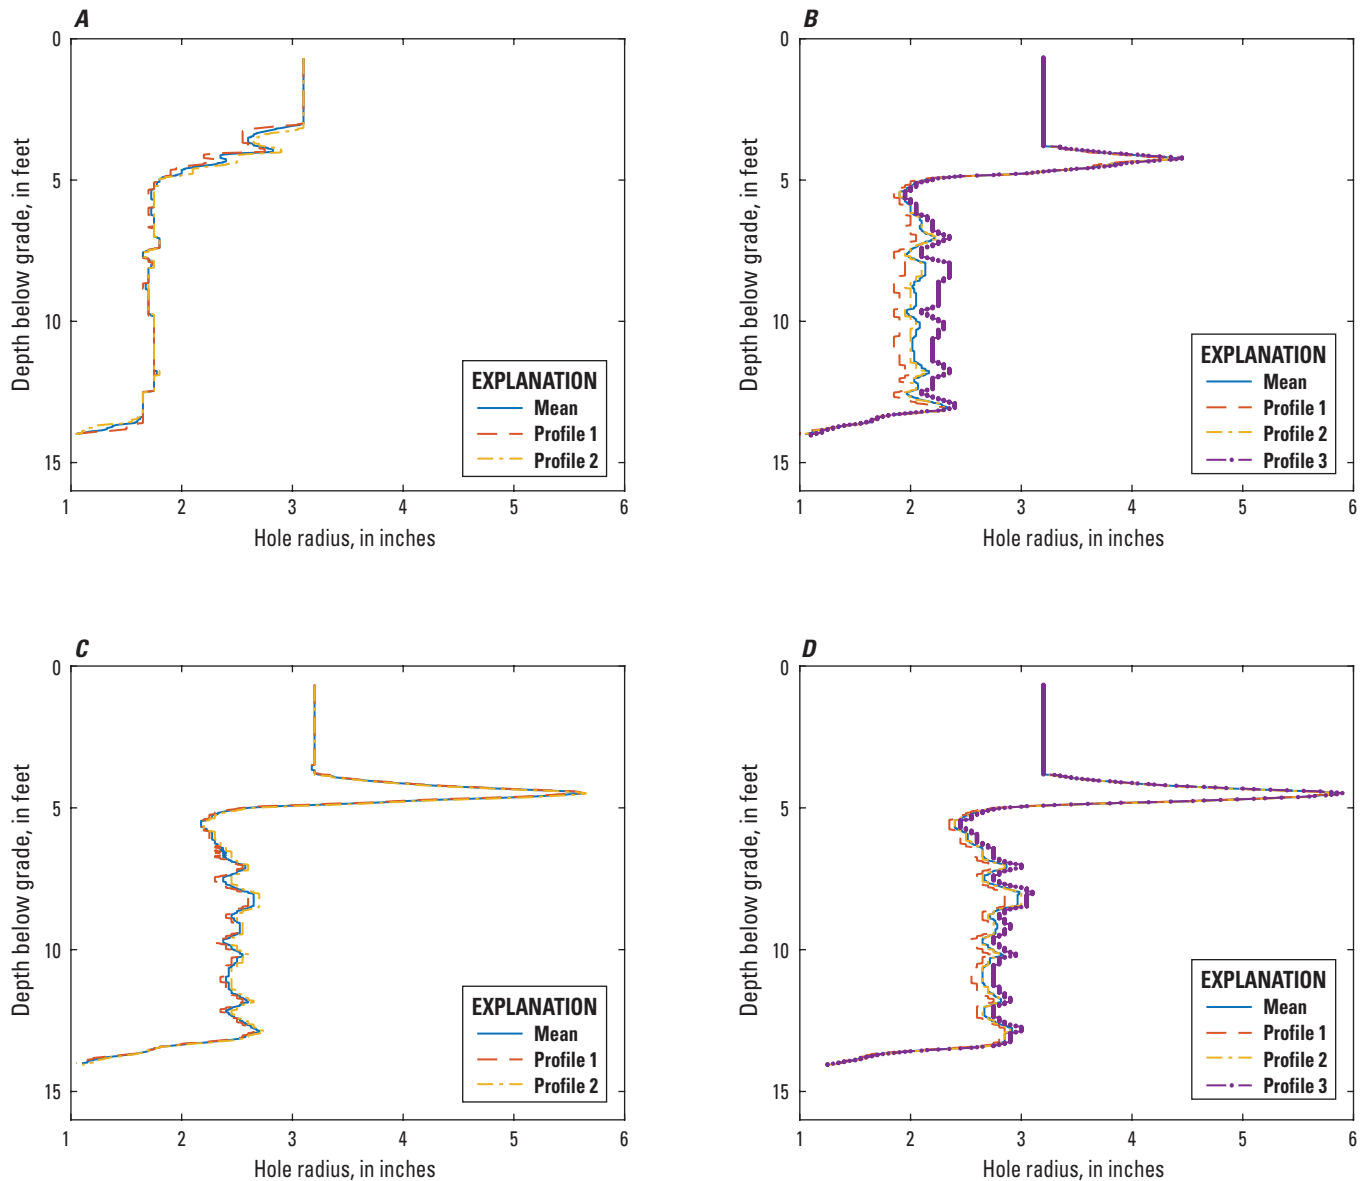 A
0
5
10
15
Depth below grade, in feet
EXPLANATION
Mean
Profile 1
Profile 2
1 2 3 4 5 6
Hole radius, in inches
B
0
5
10
15
Depth below grade, in feet
EXPLANATION
Mean
Profile 1
Profile 2
Profile 3
1 2 3 4 5 6
Hole radius, in inches
C
0
5
10
15
Depth below grade, in feet
EXPLANATION
Mean
Profile 1
Profile 2
1 2 3 4 5 6
Hole radius, in inches
D
0
5
10
15
Depth below grade, in feet
EXPLANATION
Mean
Profile 1
Profile 2
Profile 3
1 2 3 4 5 6
Hole radius, in inches